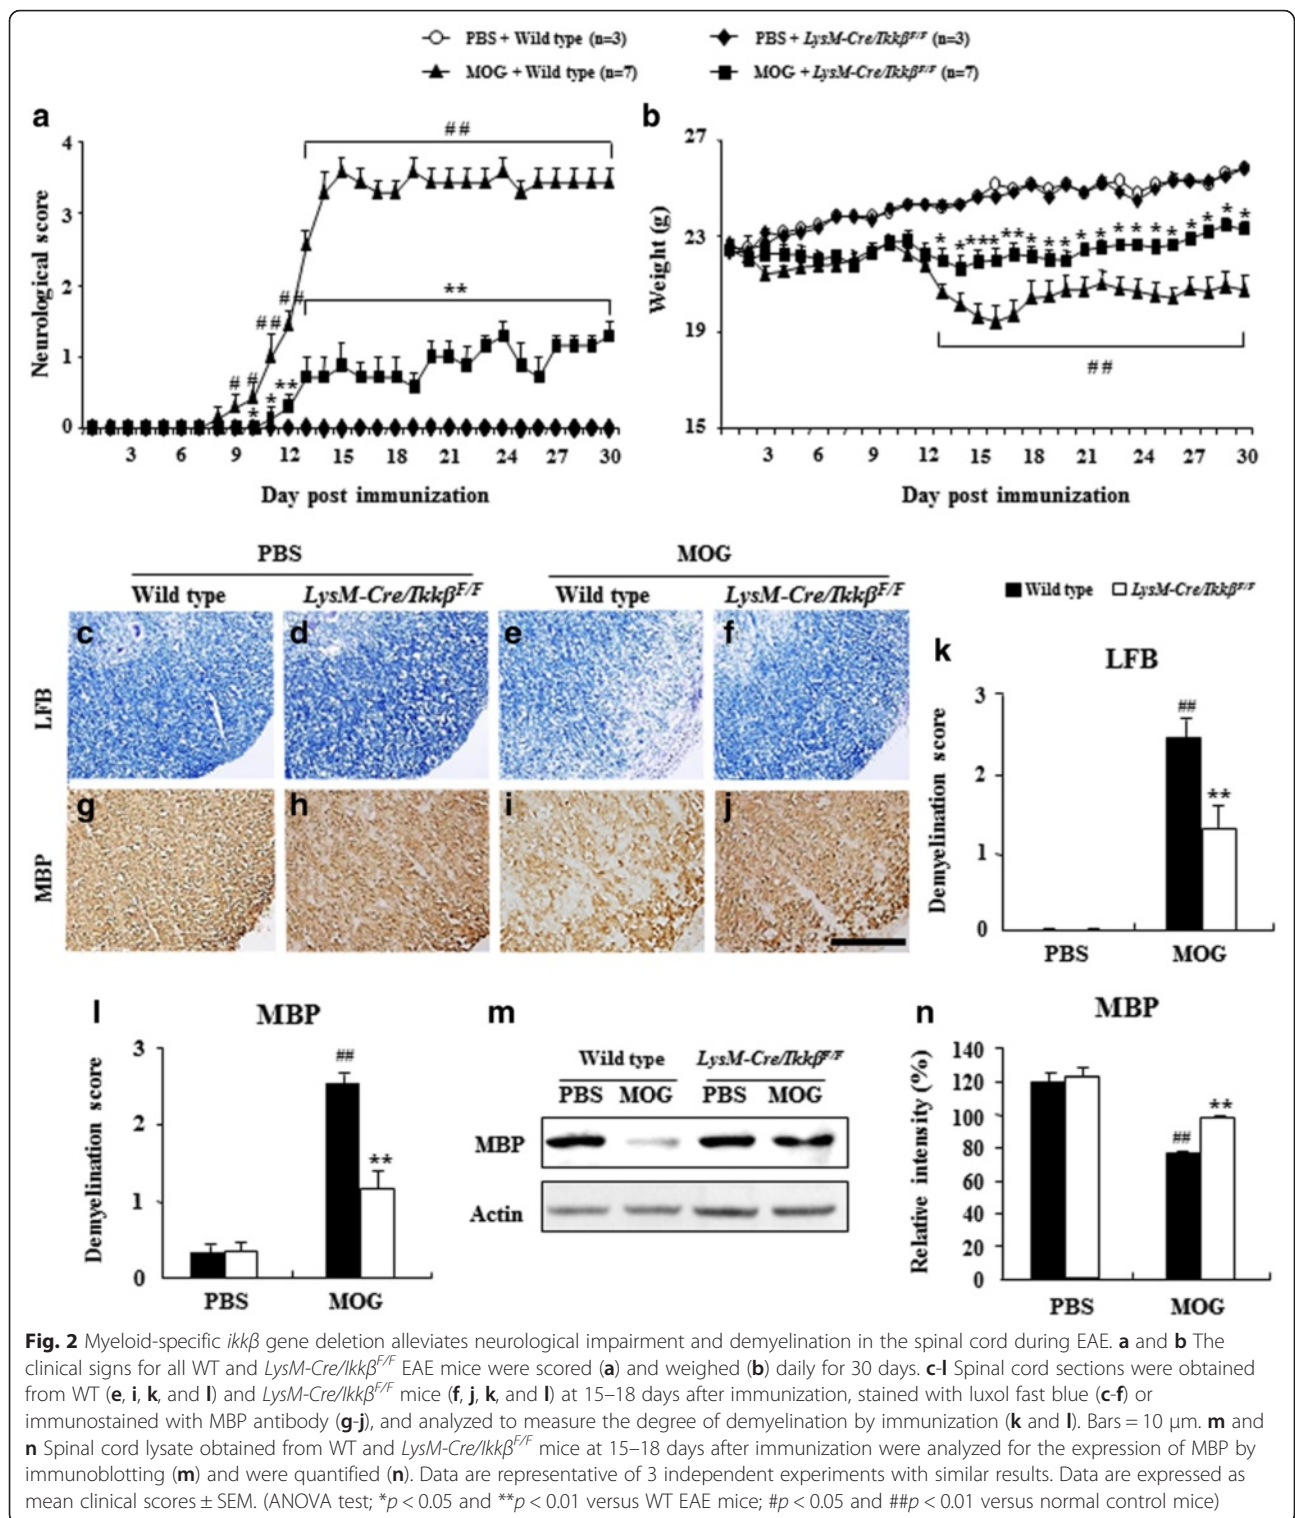 PBS + Wild type (n=3)
PBS + LysM-Cre/IkkβF/F (n=3)
MOG + Wild type (n=7)
MOG + LysM-Cre/IkkβF/F (n=7)
a
##
4
3
2
1
0
Neurological score
##
##
#
#
**
*
*
**
3 6 9 12 15 18 21 24 27 30
Day post immunization
b
27
23
19
15
Weight (g)
* * *** ** * * * * * * * * * * * *
##
3 6 9 12 15 18 21 24 27 30
Day post immunization
PBS
MOG
Wild type
LysM-Cre/IkkβF/F
Wild type
LysM-Cre/IkkβF/F
LFB
c
d
e
f
MBP
g
h
i
j
Wild type
LysM-Cre/IkkβF/F
k
LFB
Demyelination score
3
2
1
0
##
**
PBS
MOG
l
MBP
Demyelination score
3
2
1
0
##
**
PBS
MOG
m
Wild type
LysM-Cre/IkkβF/F
PBS MOG PBS MOG
MBP
Actin
n
MBP
Relative intensity (%)
140
120
100
80
60
40
20
0
##
**
PBS
MOG
Fig. 2 Myeloid-specific ikkβ gene deletion alleviates neurological impairment and demyelination in the spinal cord during EAE. a and b The
clinical signs for all WT and LysM-Cre/IkkβF/F EAE mice were scored (a) and weighed (b) daily for 30 days. c-l Spinal cord sections were obtained
from WT (e, i, k, and l) and LysM-Cre/IkkβF/F mice (f, j, k, and l) at 15–18 days after immunization, stained with luxol fast blue (c-f) or
immunostained with MBP antibody (g-j), and analyzed to measure the degree of demyelination by immunization (k and l). Bars = 10 μm. m and
n Spinal cord lysate obtained from WT and LysM-Cre/IkkβF/F mice at 15–18 days after immunization were analyzed for the expression of MBP by
immunoblotting (m) and were quantified (n). Data are representative of 3 independent experiments with similar results. Data are expressed as
mean clinical scores ± SEM. (ANOVA test; *p < 0.05 and **p < 0.01 versus WT EAE mice; #p < 0.05 and ##p < 0.01 versus normal control mice)